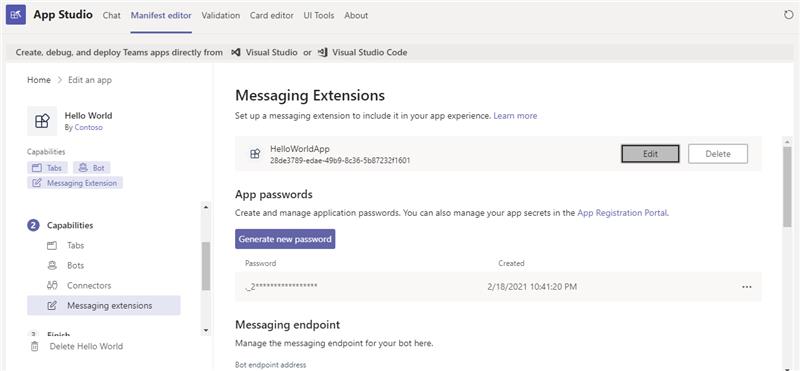 App Studio
Chat
Manifest editor
Validation
Card editor
UI Tools
About
Create, debug, and deploy Teams apps directly from Visual Studio or Visual Studio Code
Home > Edit an app
Hello World
By Contoso
Capabilities
Tabs
Bot
Messaging Extension
2 Capabilities
Tabs
Bots
Connectors
Messaging extensions
3 Finish
Delete Hello World
Messaging Extensions
Set up a messaging extension to include it in your app experience. Learn more
HelloWorldApp
28de3789-edae-49b9-8c36-5b87232f1601
Edit
Delete
App passwords
Create and manage application passwords. You can also manage your app secrets in the App Registration Portal.
Generate new password
Password
Created
._2*****************
2/18/2021 10:41:20 PM
Messaging endpoint
Manage the messaging endpoint for your bot here.
Bot endpoint address